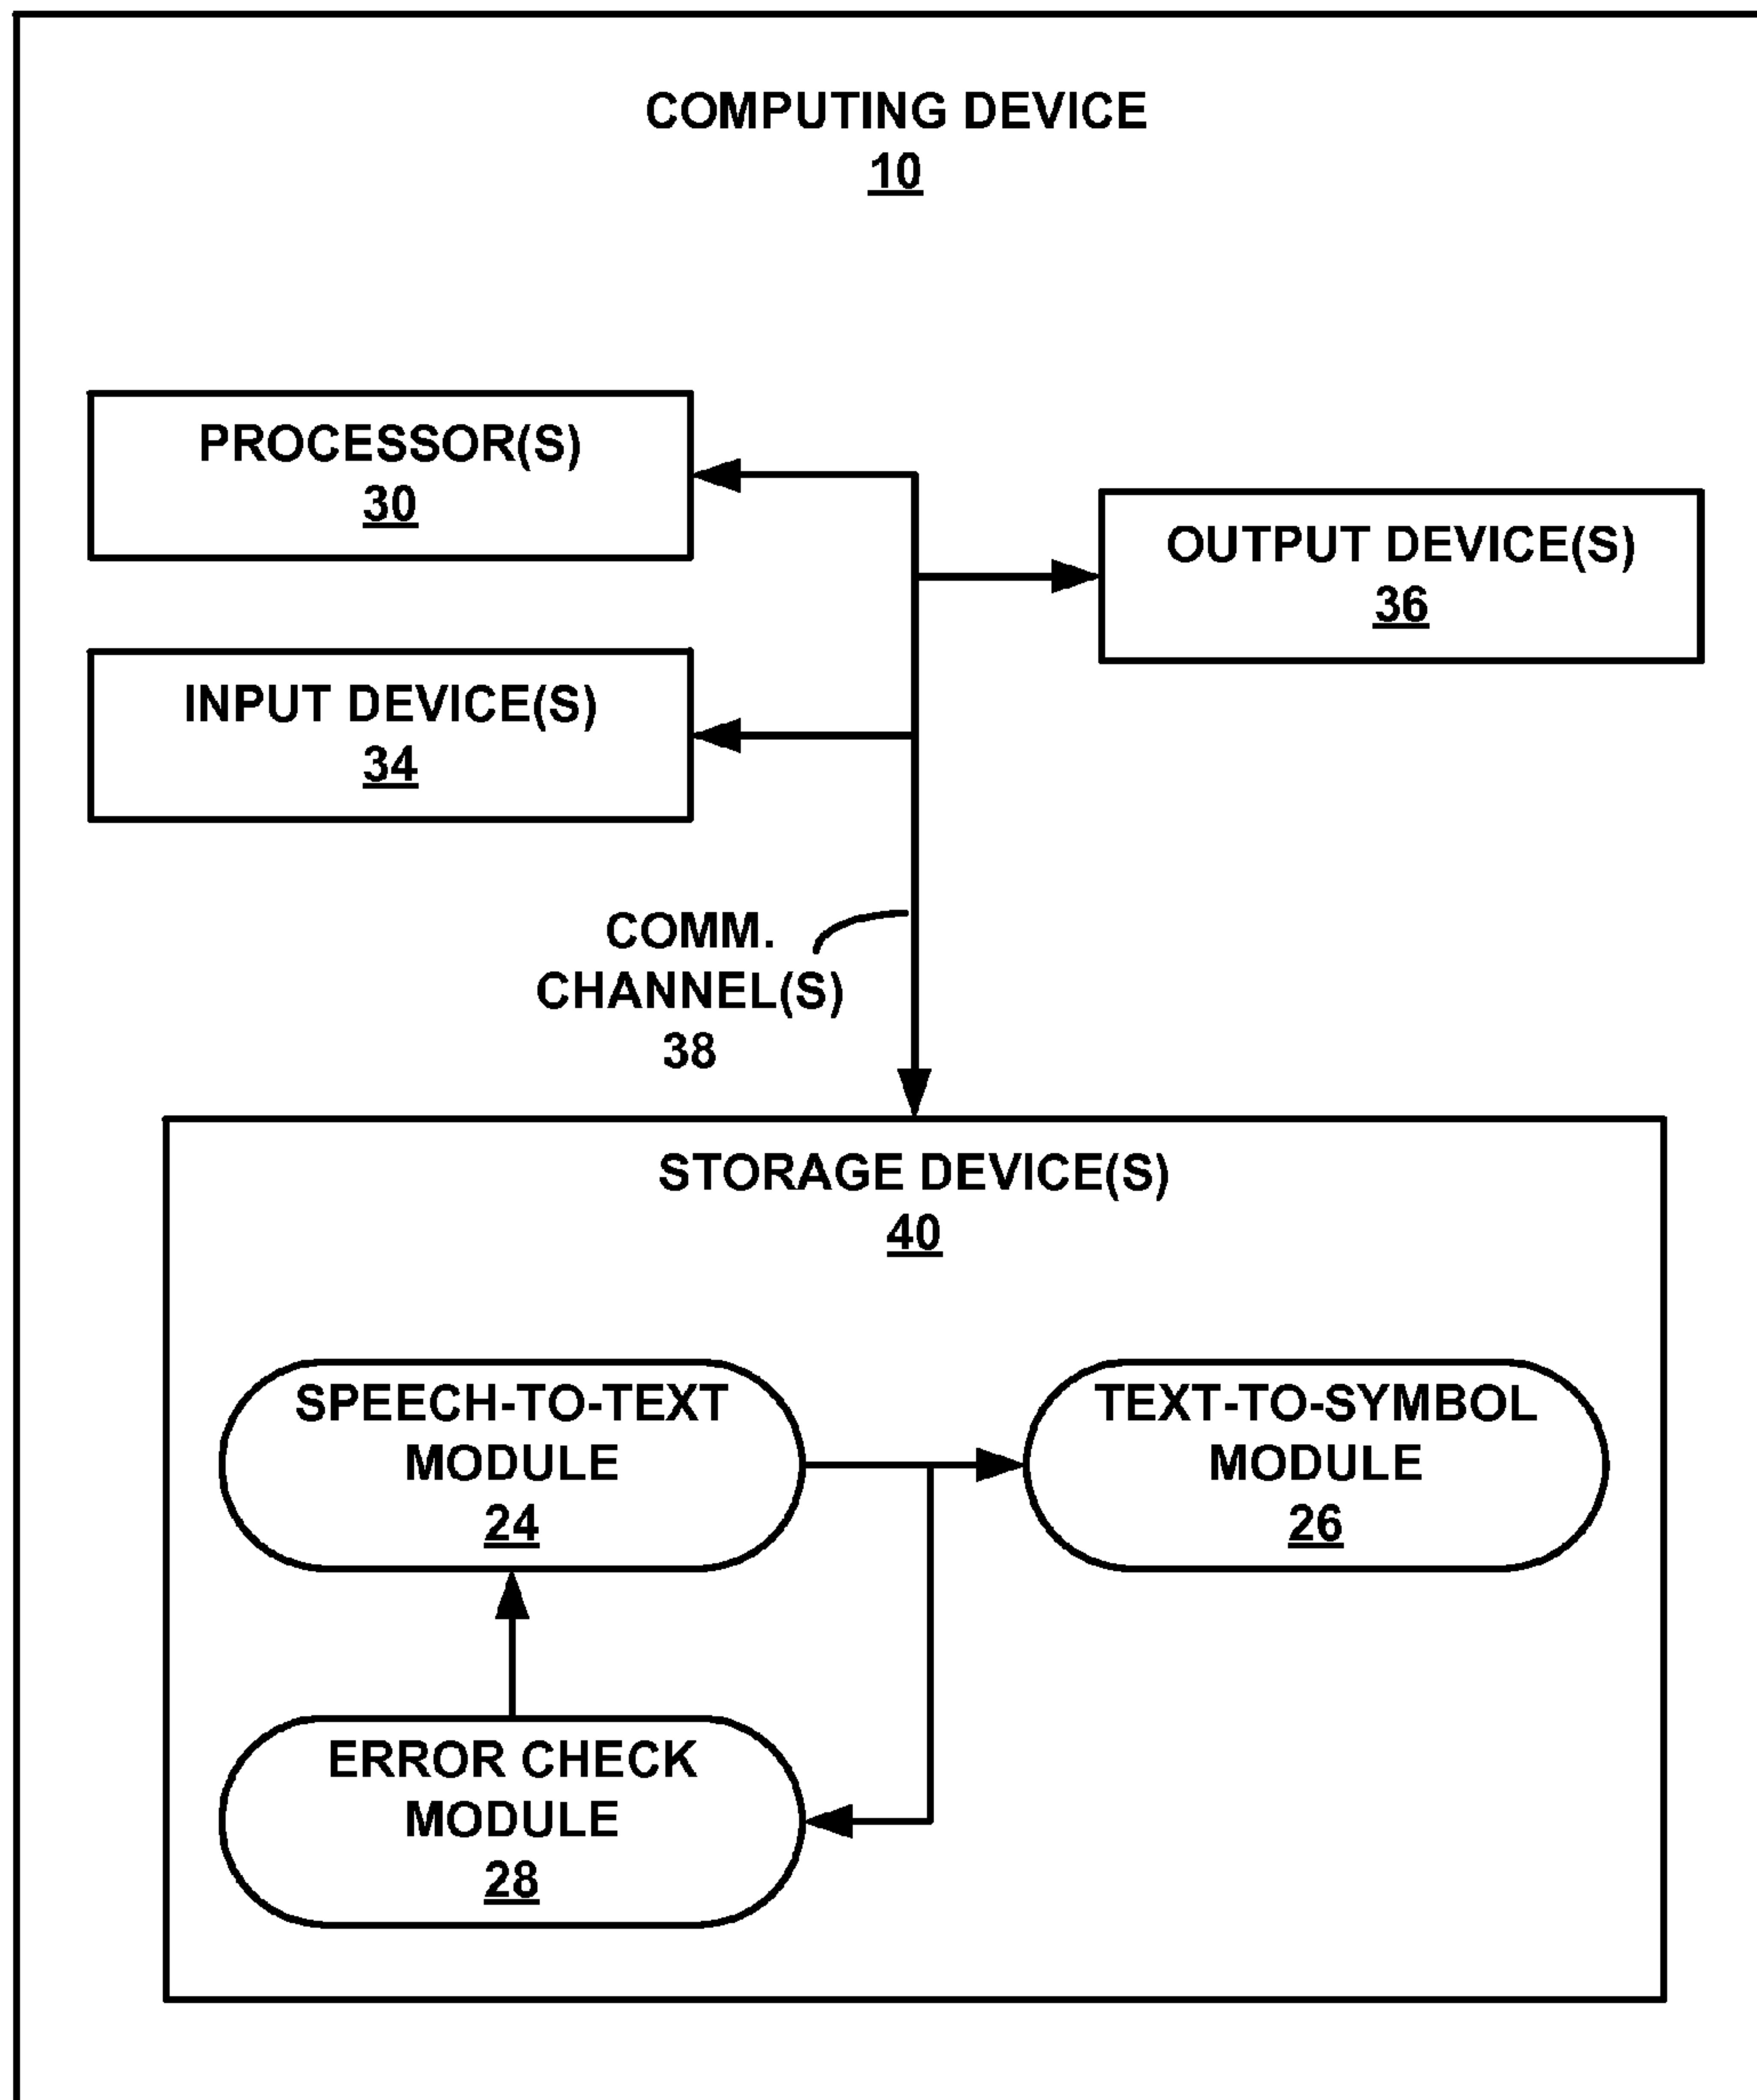 COMPUTING DEVICE
10
PROCESSOR(S)
30
OUTPUT DEVICE(S)
36
INPUT DEVICE(S)
34
COMM.
CHANNEL(S)
38
STORAGE DEVICE(S)
40
SPEECH-TO-TEXT
MODULE
24
TEXT-TO-SYMBOL
MODULE
26
ERROR CHECK
MODULE
28